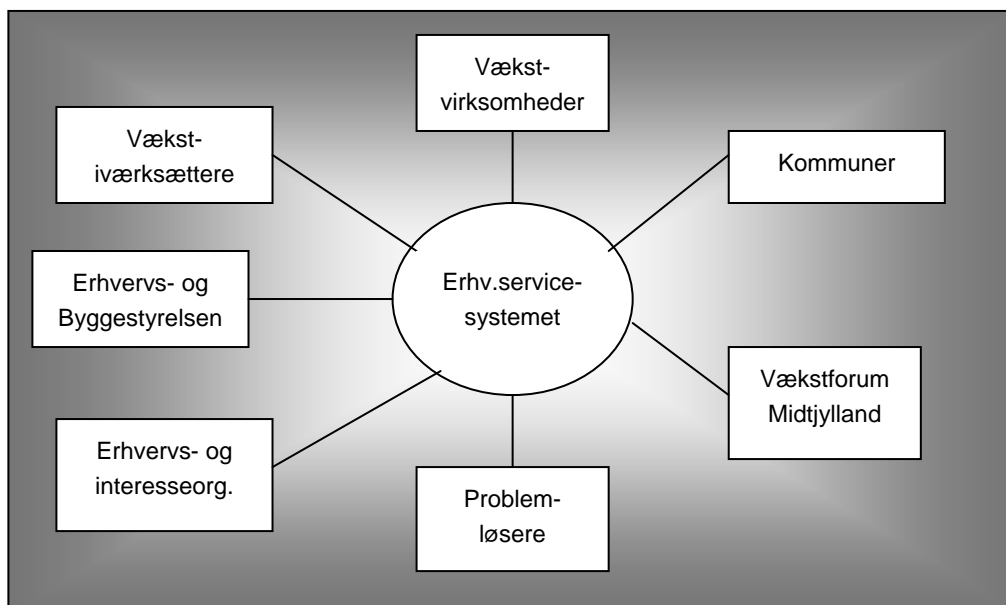 Vækst-
virksomheder
Vækst-
iværksættere
Kommuner
Erhvervs- og
Byggestyrelsen
Erhv.service-
systemet
Vækstforum
Midtjylland
Erhvervs- og
interesseorg.
Problem-
løsere